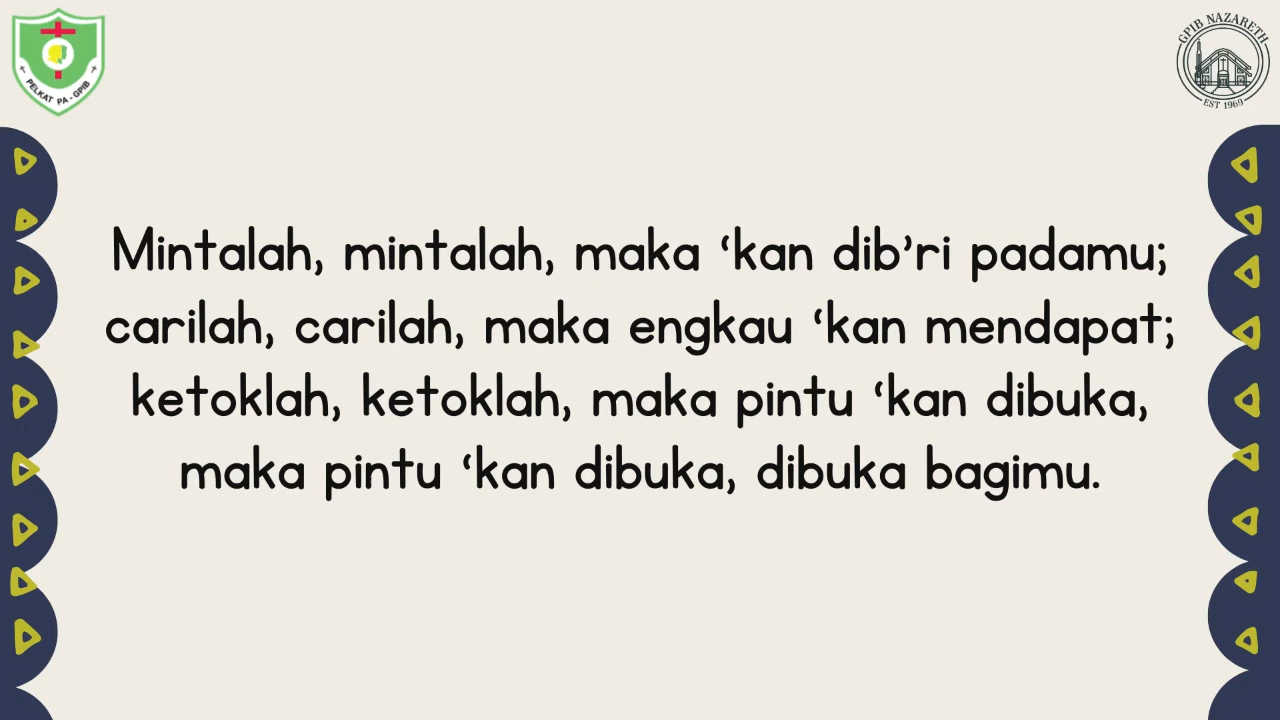 PELKAT PA - GPIB
GPIB NAZARETH
EST 1969
Mintalah, mintalah, maka ‘kan dib’ri padamu;
carilah, carilah, maka engkau ‘kan mendapat;
ketoklah, ketoklah, maka pintu ‘kan dibuka,
maka pintu ‘kan dibuka, dibuka bagimu.